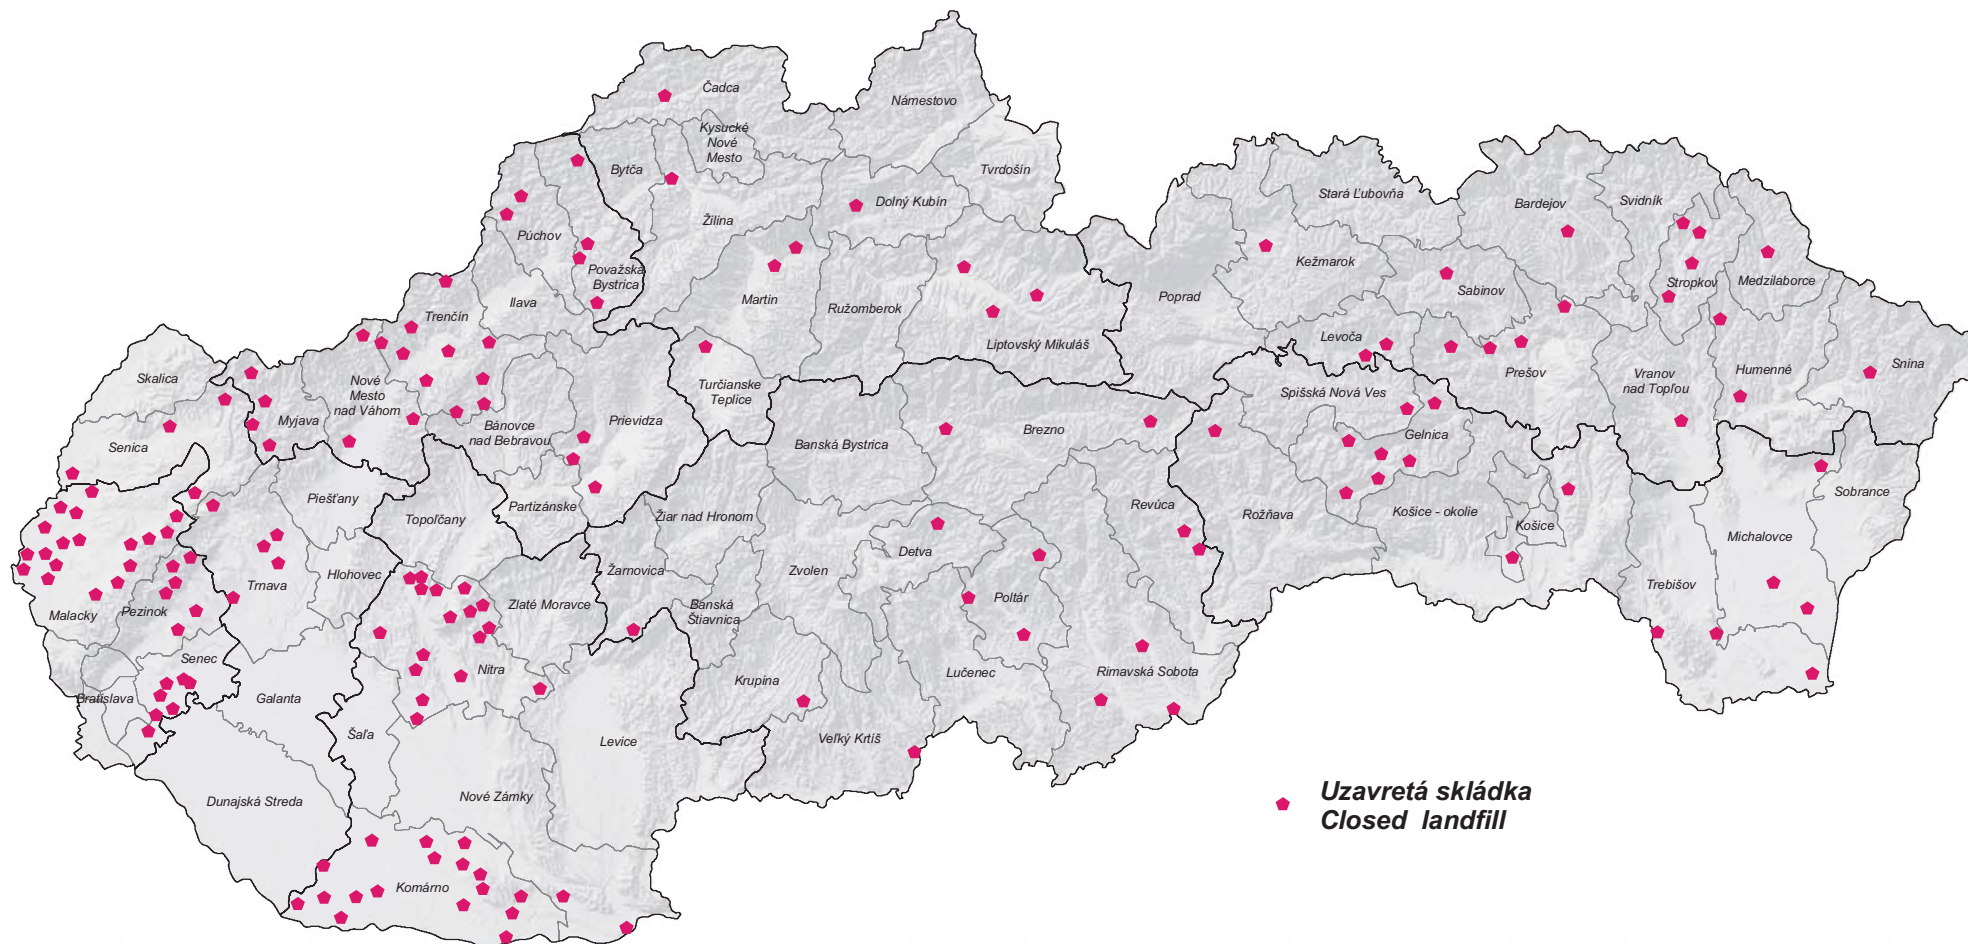 Čadca
Námestovo
Kysucké
Nové
Mesto
Bytča
Tvrdošín
Dolný Kubín
Stará Ľubovňa
Bardejov
Svidník
Žilina
Púchov
Kežmarok
Považská
Bystrica
Ilava
Martin
Ružomberok
Poprad
Sabinov
Stropkov
Medzilaborce
Trenčín
Levoča
Liptovský Mikuláš
Skalica
Nové
Mesto
nad Váhom
Turčianske
Teplice
Prešov
Vranov
nad Topľou
Humenné
Snina
Spišská Nová Ves
Myjava
Bánovce
nad Bebravou
Prievidza
Senica
Banská Bystrica
Brezno
Gelnica
Piešťany
Topoľčany
Partizánske
Žiar nad Hronom
Revúca
Rožňava
Košice - okolie
Košice
Sobrance
Michalovce
Detva
Hlohovec
Trnava
Žarnovica
Zvolen
Trebišov
Malacky
Pezinok
Zlaté Moravce
Banská
Štiavnica
Poltár
Senec
Nitra
Lučenec
Rimavská Sobota
Bratislava
Galanta
Krupina
Šaľa
Levice
Veľký Krtíš
Dunajská Streda
Nové Zámky
Uzavretá skládka
Closed landfill
Komárno